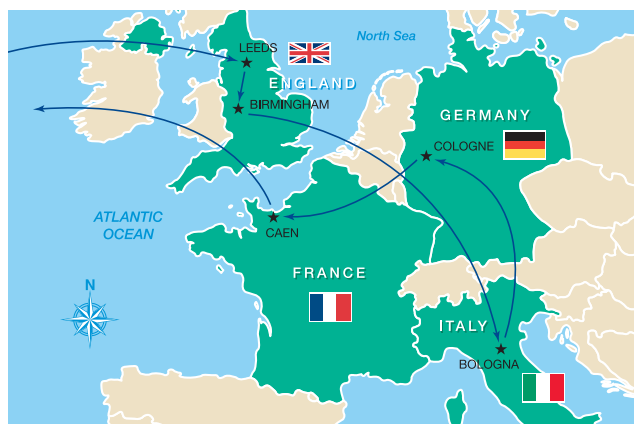 North Sea
LEEDS
ENGLAND
BIRMINGHAM
GERMANY
COLOGNE
ATLANTIC
OCEAN
CAEN
N
FRANCE
ITALY
BOLOGNA